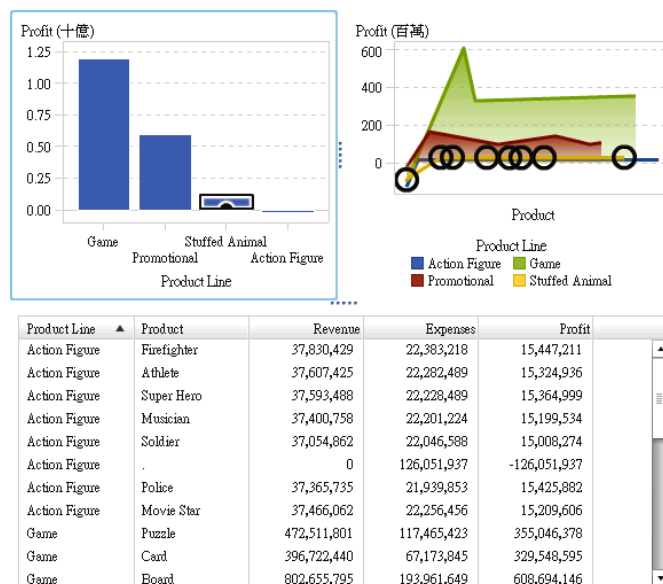 Profit (十億)
1.25
1.00
0.75
0.50
0.25
0.00
Game
Stuffed Animal
Promotional
Action Figure
Product Line
Profit (百萬)
600
400
200
0
Product
Product Line
Action Figure
Game
Promotional
Stuffed Animal
Product Line Product Revenue Expenses Profit
Action Figure Firefighter 37,830,429 22,383,218 15,447,211
Action Figure Athlete 37,607,425 22,282,489 15,324,936
Action Figure Super Hero 37,593,488 22,228,489 15,364,999
Action Figure Musician 37,400,758 22,201,224 15,199,534
Action Figure Soldier 37,054,862 22,046,588 15,008,274
Action Figure . 0 126,051,937 -126,051,937
Action Figure Police 37,365,735 21,939,853 15,425,882
Action Figure Movie Star 37,466,062 22,256,456 15,209,606
Game Puzzle 472,511,801 117,465,423 355,046,378
Game Card 396,722,440 67,173,845 329,548,595
Game Board 802,655,795 193,961,649 608,694,146